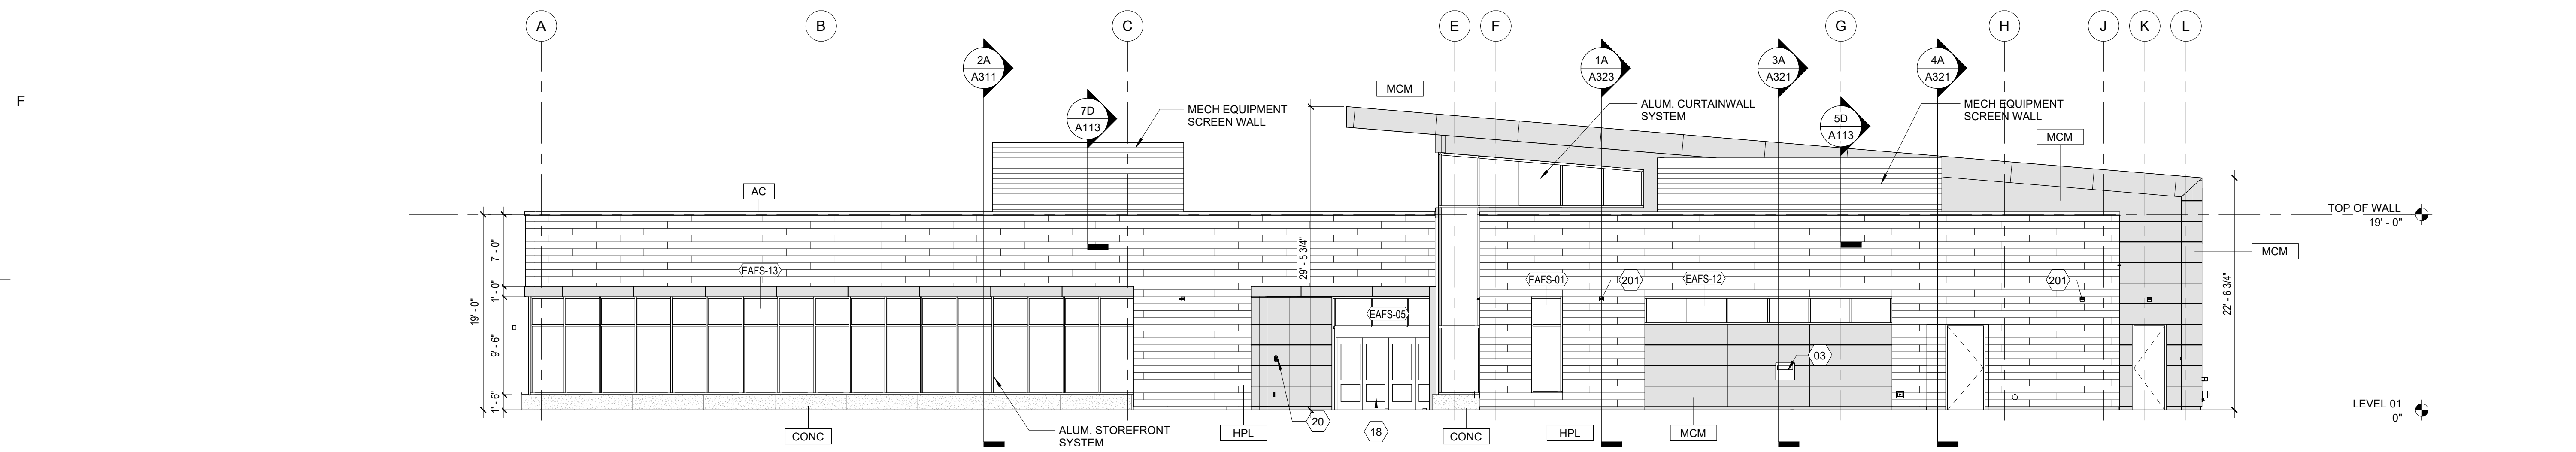 A
B
C
E
F
G
H
J
K
L
F
2A
A311
7D
A113
MECH EQUIPMENT
SCREEN WALL
MCM
1A
A323
ALUM. CURTAINWALL
SYSTEM
3A
A321
5D
A113
4A
A321
MECH EQUIPMENT
SCREEN WALL
MCM
AC
TOP OF WALL
19' - 0"
MCM
19' - 0"
7' - 0"
1' - 0"
9' - 6"
1' - 6"
29' - 5 3/4"
22' - 6 3/4"
EAFS-13
EAFS-05
EAFS-01
201
EAFS-12
201
03
20
18
CONC
ALUM. STOREFRONT
SYSTEM
HPL
CONC
HPL
MCM
LEVEL 01
0"